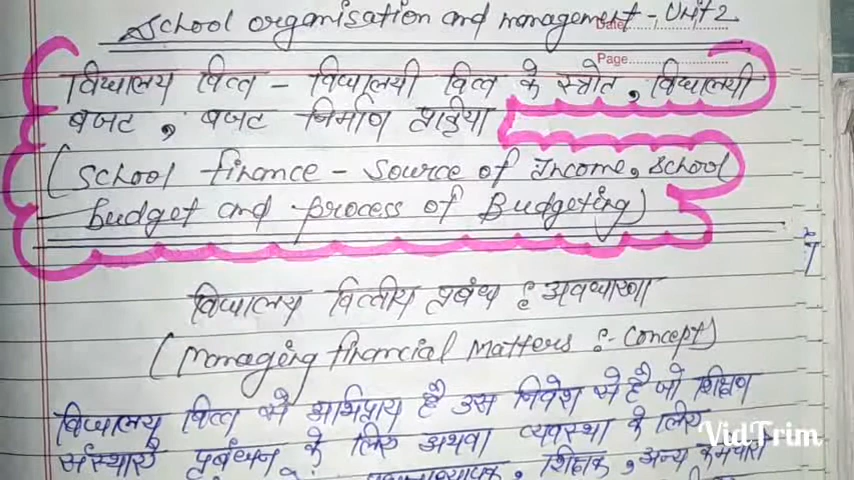 School organisation and management - Unit 2
Date
Page
विद्यालय वित्त - विद्यालयी वित्त के स्त्रोत, विद्यालयी
बजट, बजट निर्माण प्रक्रिया
(School finance - Source of Income, School
budget and process of Budgeting)
विद्यालय वित्तीय प्रबंध : अवधारणा
(Managing financial Matters :- Concept)
विद्यालय वित्त से अभिप्राय है उस निवेश से है जो शिक्षण
संस्थाएं प्रबंधन के लिए अथवा व्यवस्था के लिए
शिक्षक, अन्य कर्मचारी
VidTrim